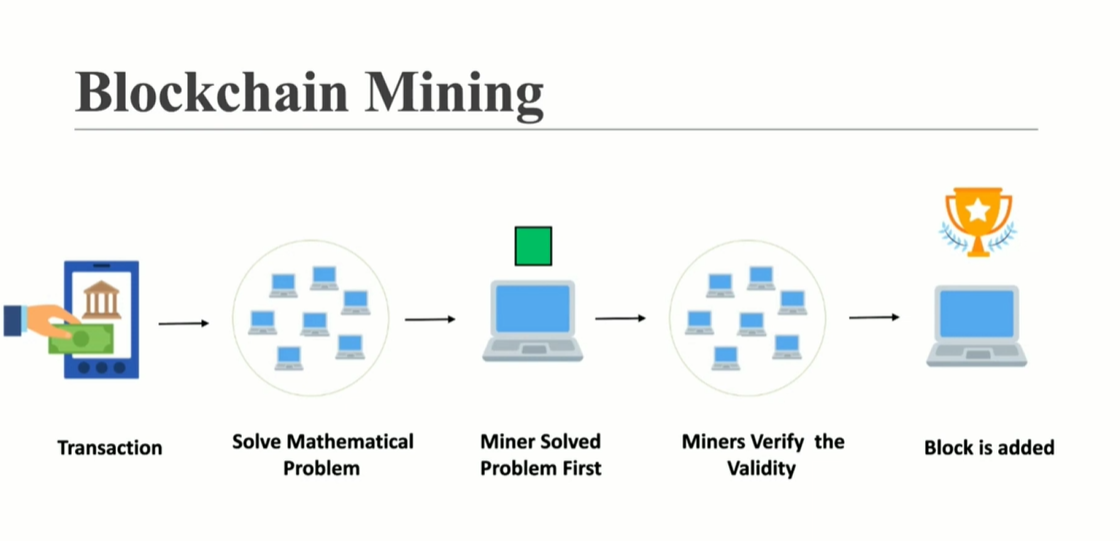 Blockchain Mining
Transaction
Solve Mathematical
Problem
Miner Solved
Problem First
Miners Verify the
Validity
Block is added